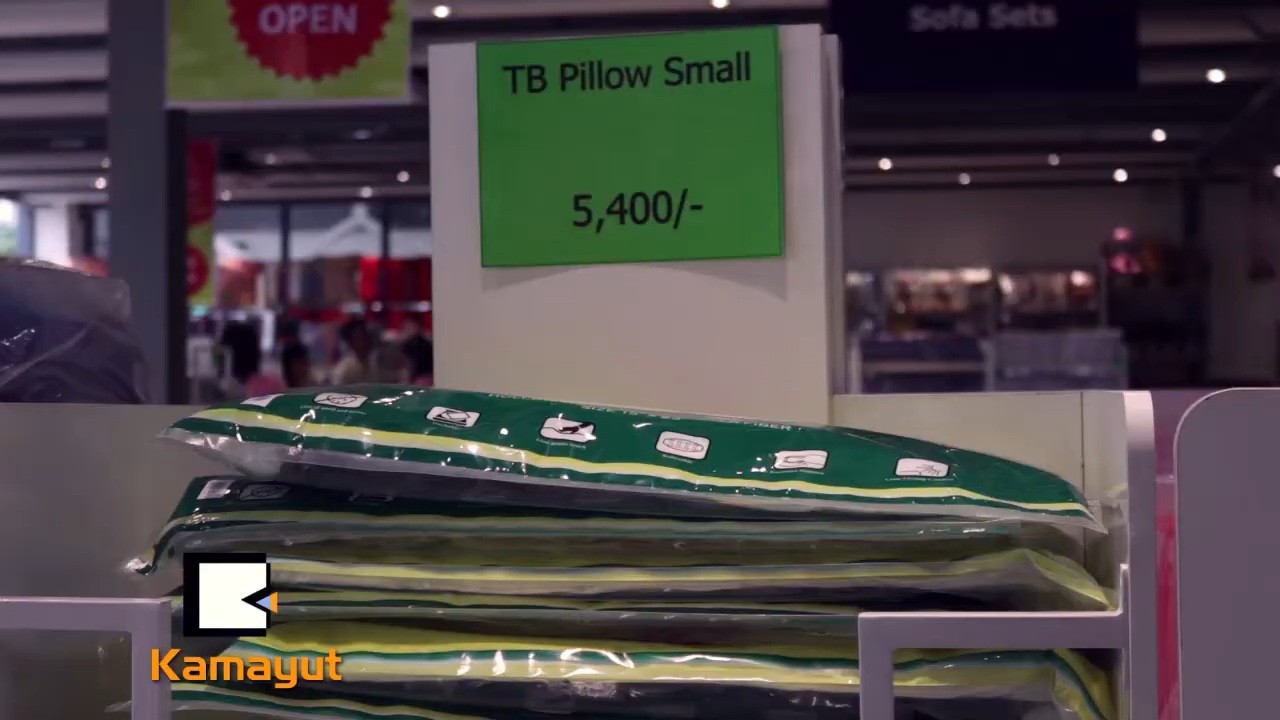 OPEN
Sofa Sets
TB Pillow Small
5,400/-
Kamayut